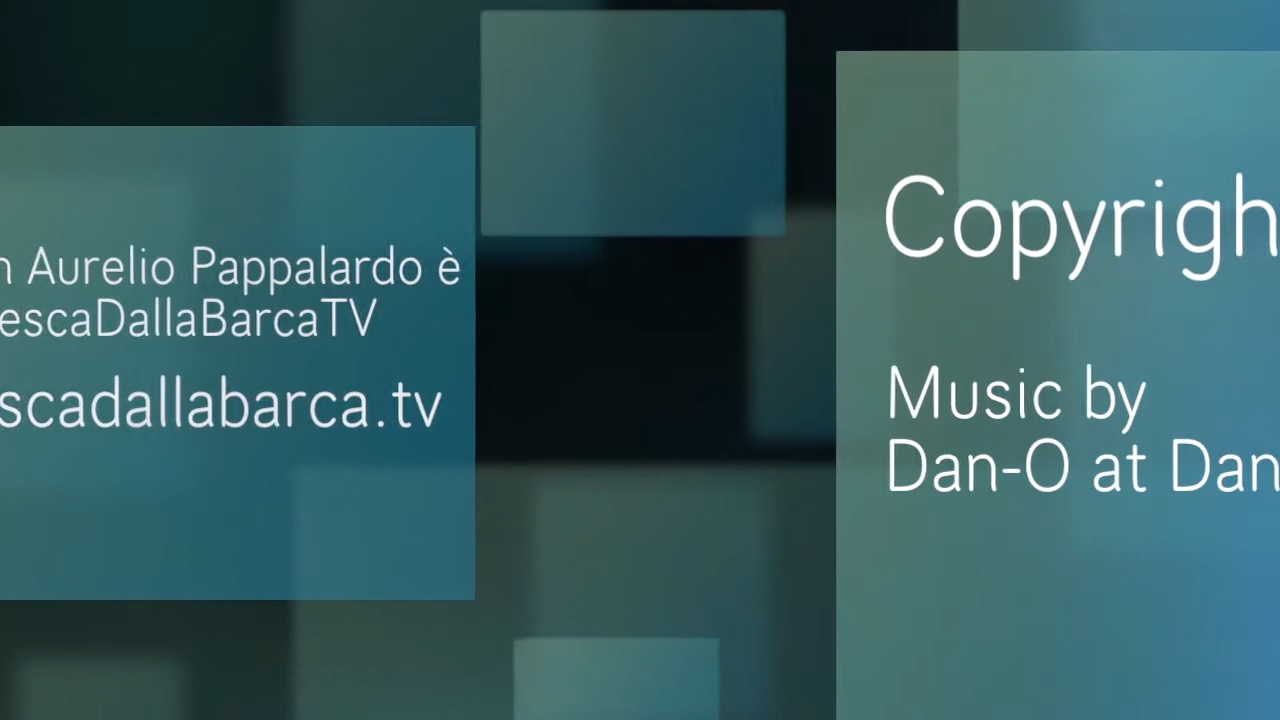 n Aurelio Pappalardo è
escaDallaBarcaTV
scadallabarca.tv
Copyrigh
Music by
Dan-O at Dan